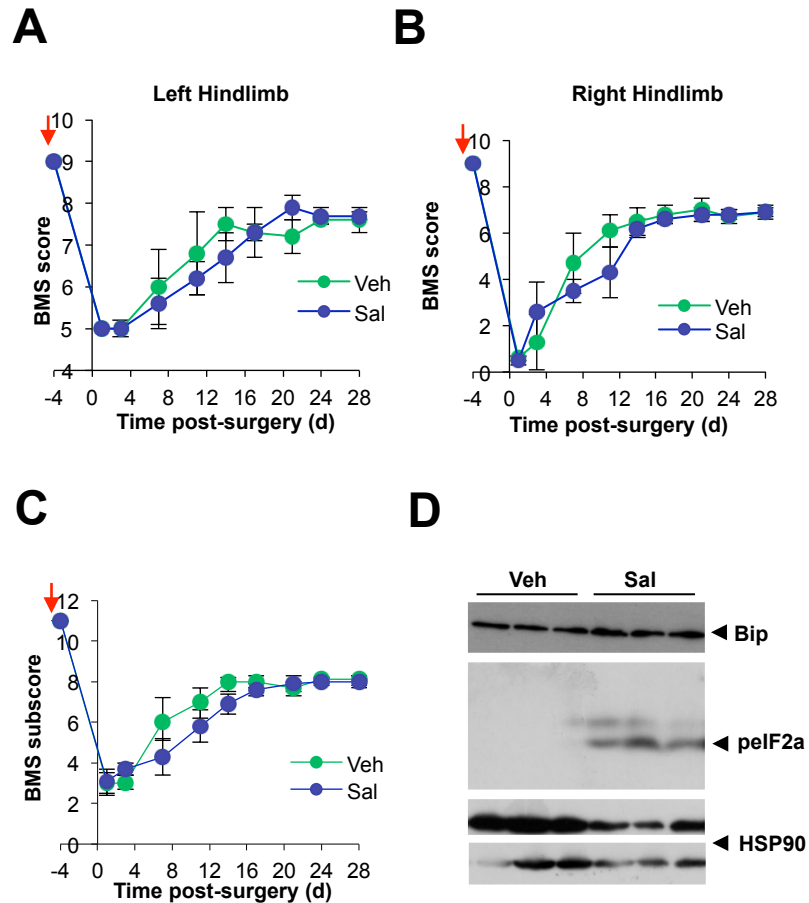 A
Left Hindlimb
10
9
8
7
6
5
4
BMS score
-4 0 4 8 12 16 20 24 28
Time post-surgery (d)
Veh
Sal
B
Right Hindlimb
10
8
6
4
2
0
BMS score
-4 0 4 8 12 16 20 24 28
Time post-surgery (d)
Veh
Sal
C
12
10
8
6
4
2
0
BMS subscore
-4 0 4 8 12 16 20 24 28
Time post-surgery (d)
Veh
Sal
D
Veh Sal
Bip
peIF2a
HSP90